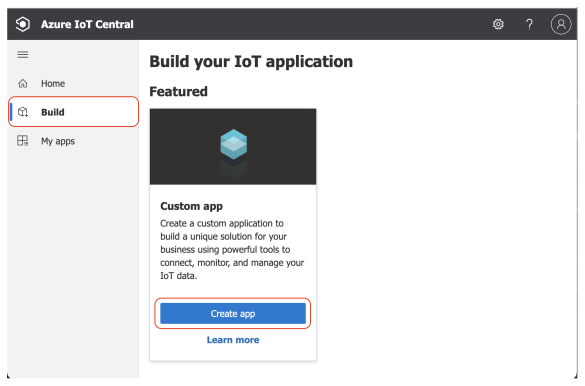 Azure IoT Central
?
Home
Build
My apps
Build your IoT application
Featured
Custom app
Create a custom application to
build a unique solution for your
business using powerful tools to
connect, monitor, and manage your
IoT data.
Create app
Learn more